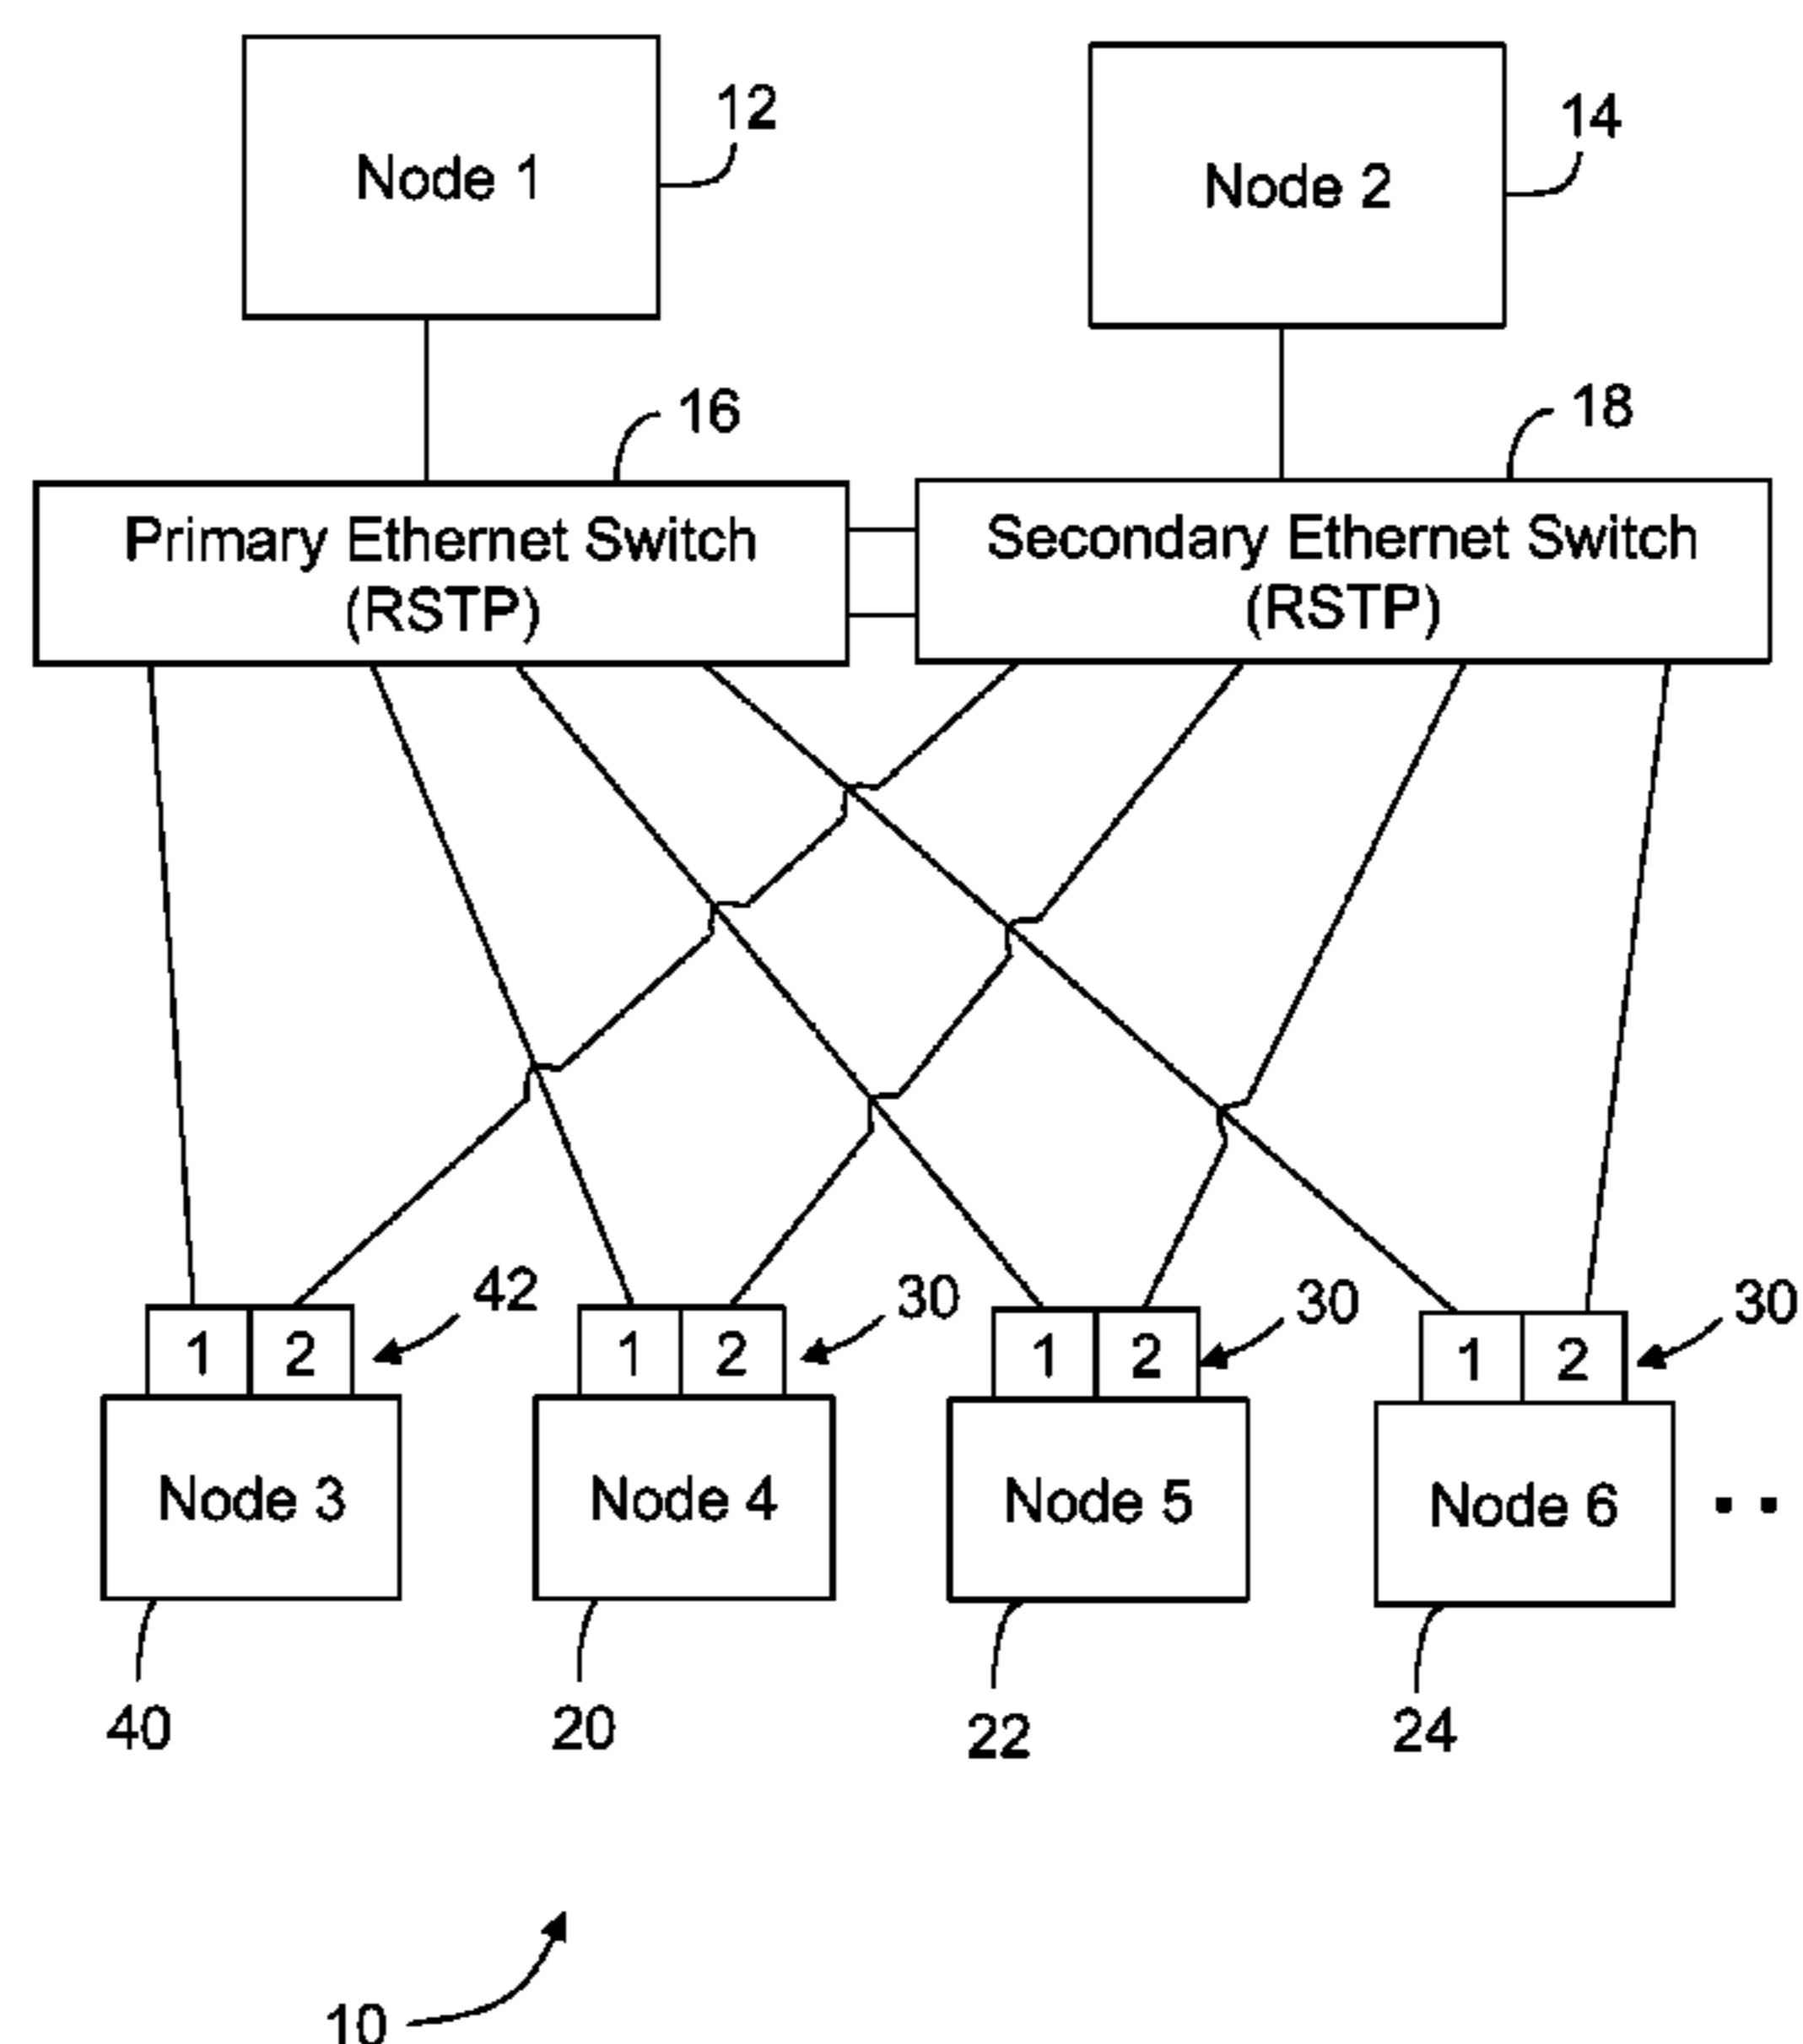 12
14
Node 1
Node 2
16
18
Primary Ethernet Switch
(RSTP)
Secondary Ethernet Switch
(RSTP)
42
30
30
30
1 2
1 2
1 2
1 2
Node 3
Node 4
Node 5
Node 6
40
20
22
24
10